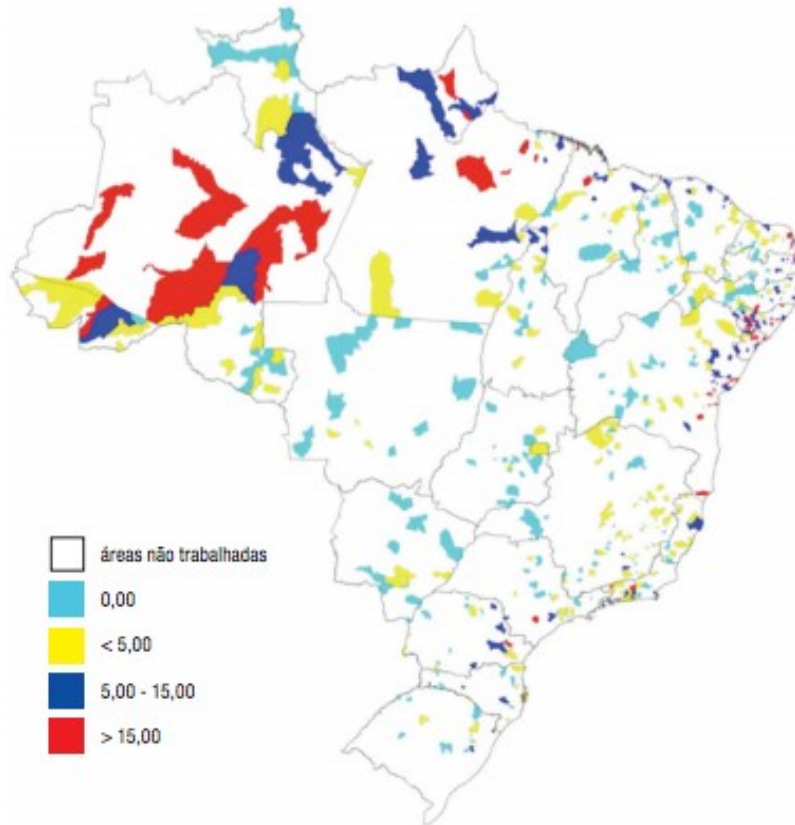 áreas não trabalhadas
0,00
< 5,00
5,00 - 15,00
> 15,00